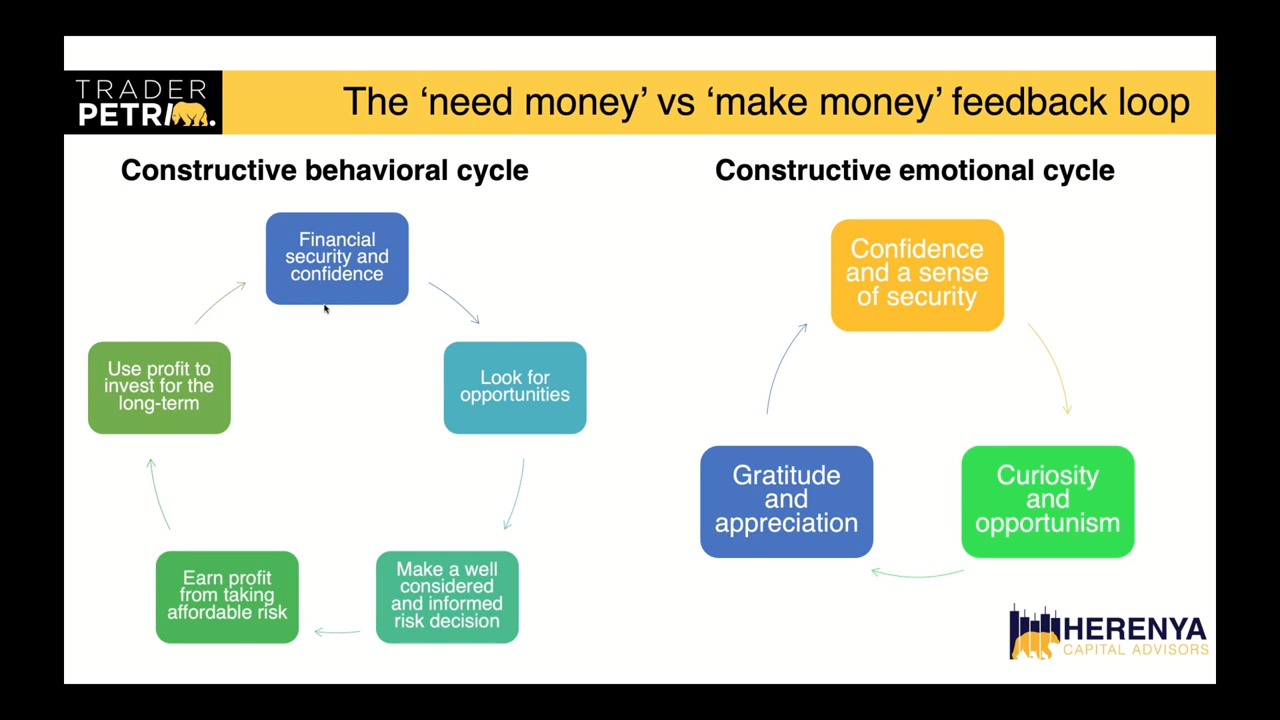 TRADER
PETRI
The ‘need money’ vs ‘make money’ feedback loop
Constructive behavioral cycle
Financial
security and
confidence
Look for
opportunities
Make a well
considered
and informed
risk decision
Earn profit
from taking
affordable risk
Use profit to
invest for the
long-term
Constructive emotional cycle
Confidence
and a sense
of security
Curiosity
and
opportunism
Gratitude
and
appreciation
HERENYA
CAPITAL ADVISORS